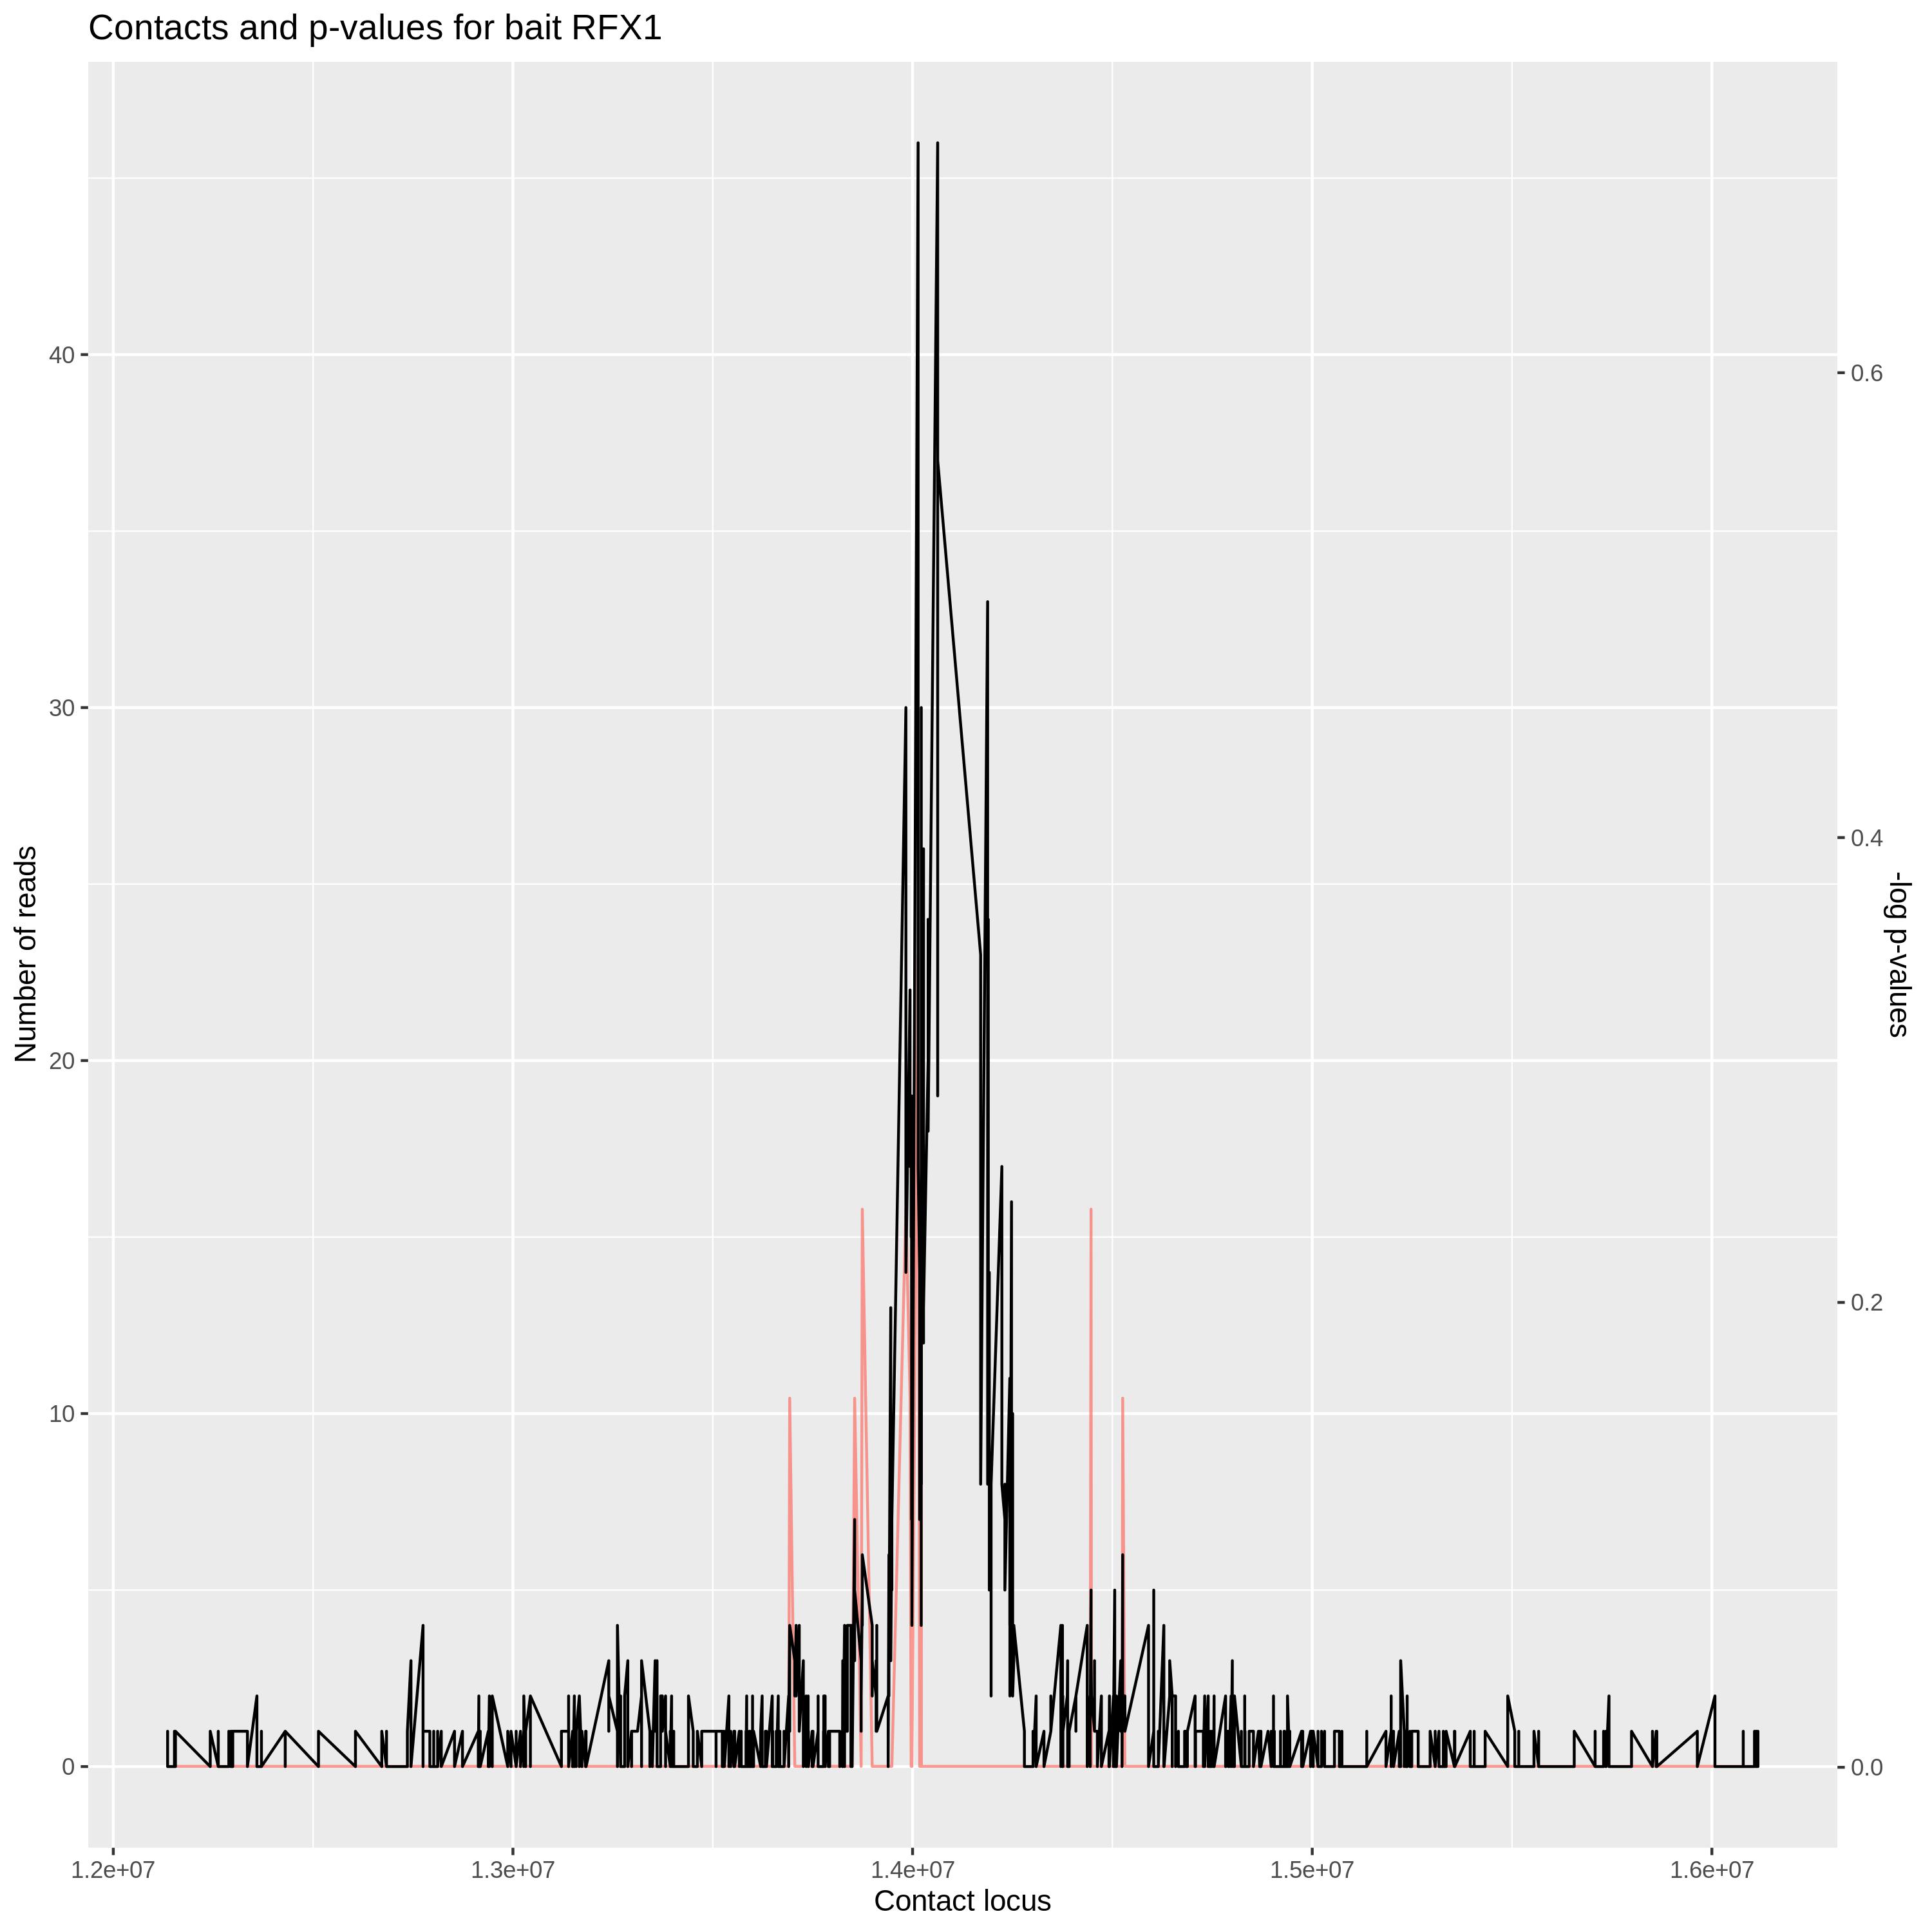 Contacts and p-values for bait RFX1
Number of reads
40
30
20
10
0
0.6
0.4
0.2
0.0
-log p-values
1.2e+07 1.3e+07 1.4e+07 1.5e+07 1.6e+07
Contact locus